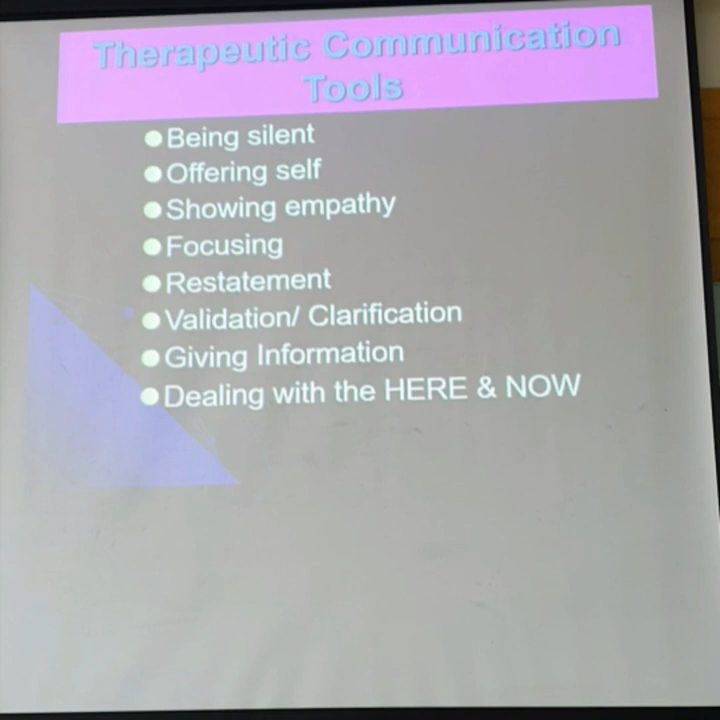 Therapeutic Communication
Tools
● Being silent
● Offering self
● Showing empathy
● Focusing
● Restatement
● Validation/ Clarification
● Giving Information
● Dealing with the HERE & NOW